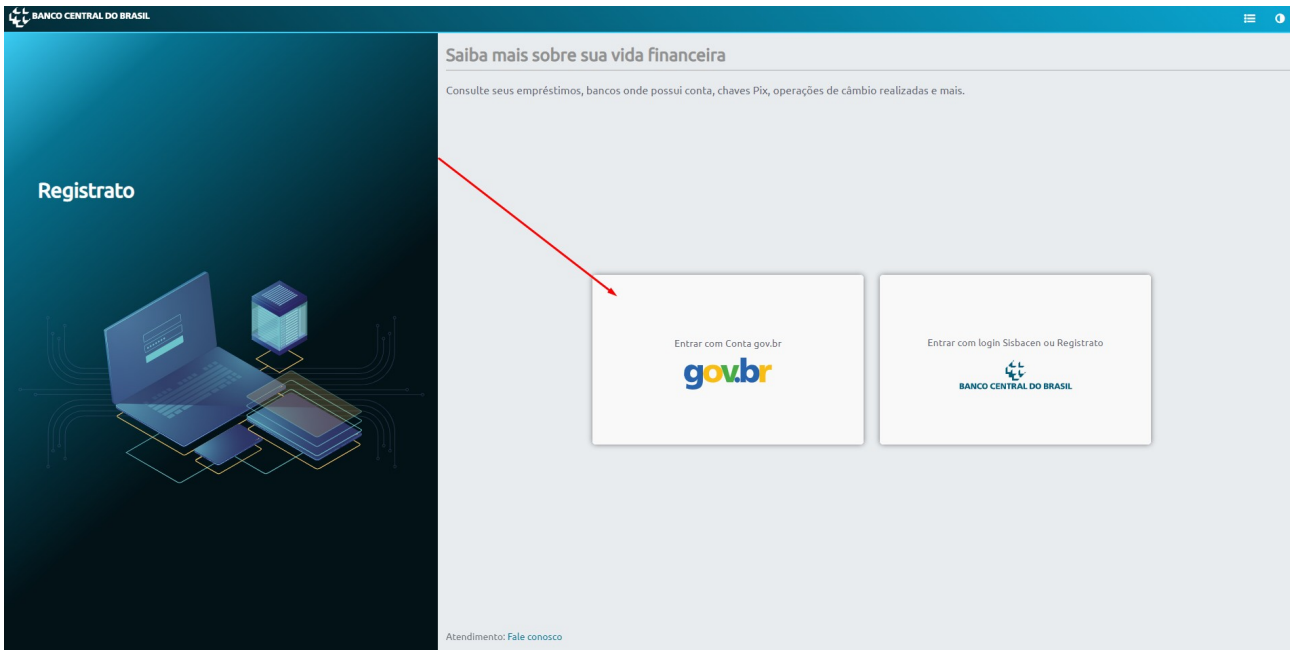 BANCO CENTRAL DO BRASIL
Registrato
Saiba mais sobre sua vida financeira
Consulte seus empréstimos, bancos onde possui conta, chaves Pix, operações de câmbio realizadas e mais.
Entrar com Conta gov.br
gov.br
Entrar com login Sisbacen ou Registrato
BANCO CENTRAL DO BRASIL
Atendimento: Fale conosco